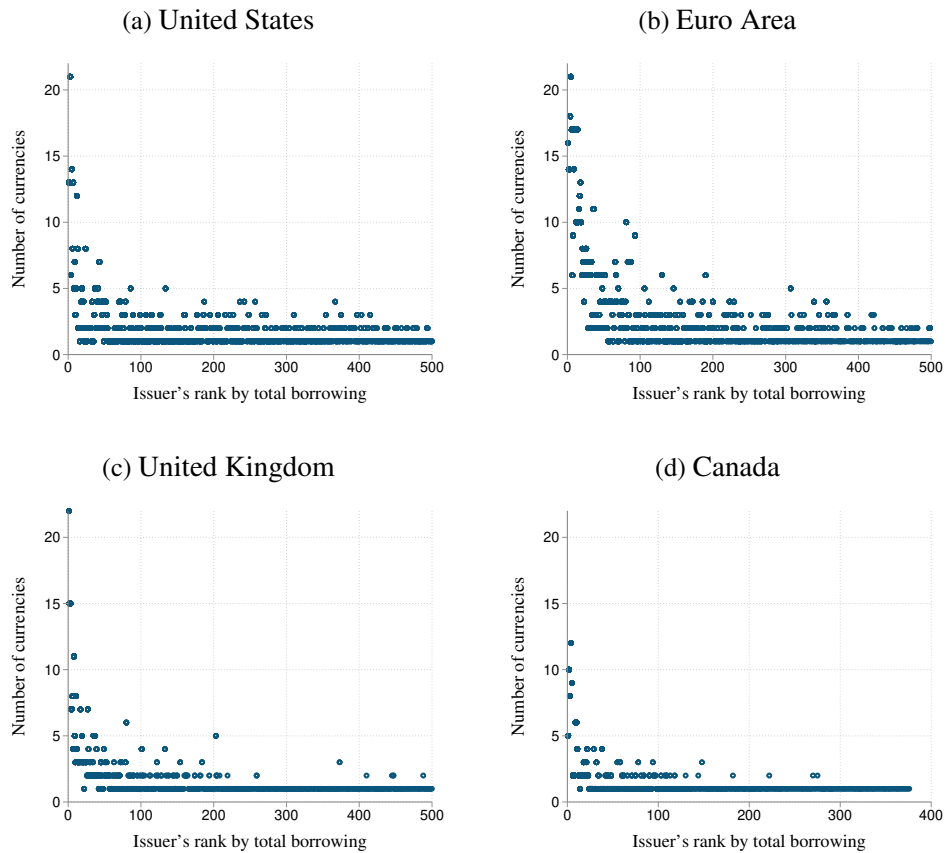 (a) United States
(b) Euro Area
Number of currencies
20
15
10
5
0
0 100 200 300 400 500
Issuer's rank by total borrowing
Number of currencies
20
15
10
5
0
0 100 200 300 400 500
Issuer's rank by total borrowing
(c) United Kingdom
(d) Canada
Number of currencies
20
15
10
5
0
0 100 200 300 400 500
Issuer's rank by total borrowing
Number of currencies
20
15
10
5
0
0 100 200 300 400
Issuer's rank by total borrowing